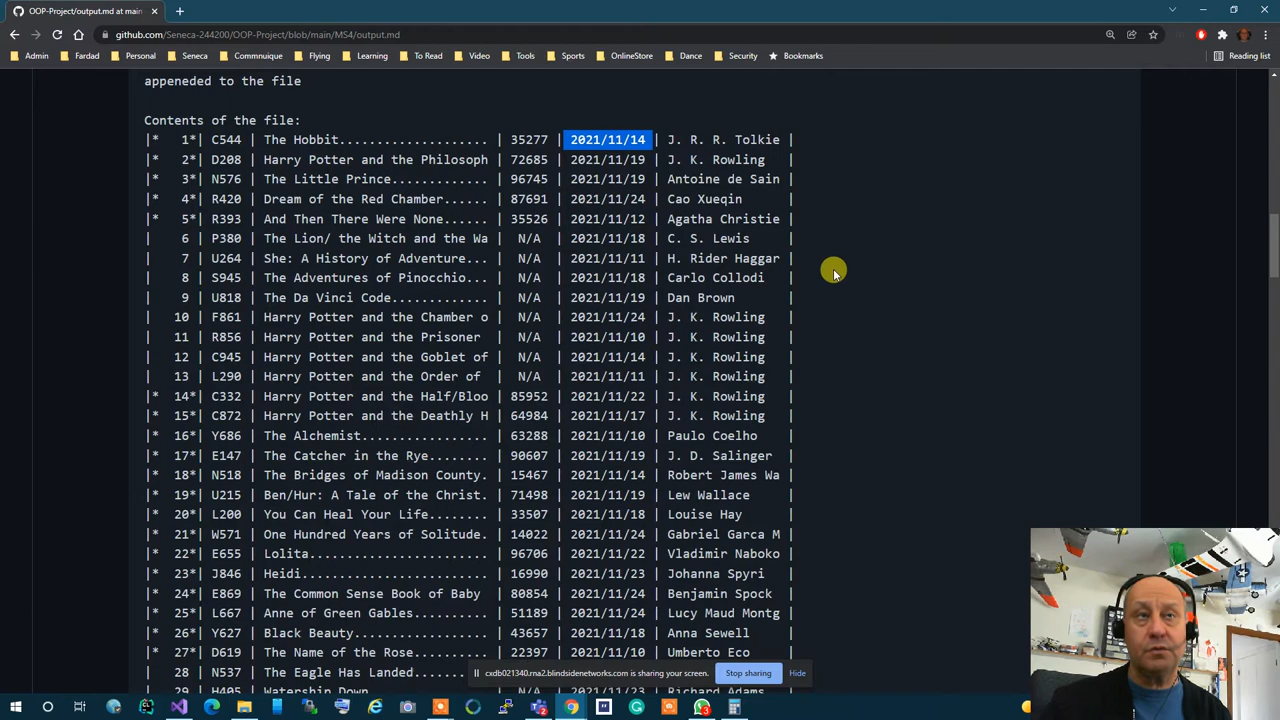 OOP-Project/output.md at main
github.com/Seneca-244200/OOP-Project/blob/main/MS4/output.md
Admin Fardad Personal Seneca Commnuique Flying Learning To Read Video Tools Sports OnlineStore Dance Security Bookmarks Reading list
appeneded to the file
Contents of the file:
|*   1*| C544 | The Hobbit................... | 35277 | 2021/11/14 | J. R. R. Tolkie |
|*   2*| D208 | Harry Potter and the Philosoph | 72685 | 2021/11/19 | J. K. Rowling   |
|*   3*| N576 | The Little Prince............. | 96745 | 2021/11/19 | Antoine de Sain |
|*   4*| R420 | Dream of the Red Chamber...... | 87691 | 2021/11/24 | Cao Xueqin      |
|*   5*| R393 | And Then There Were None...... | 35526 | 2021/11/12 | Agatha Christie |
|    6 | P380 | The Lion/ the Witch and the Wa |  N/A  | 2021/11/18 | C. S. Lewis     |
|    7 | U264 | She: A History of Adventure... |  N/A  | 2021/11/11 | H. Rider Haggar |
|    8 | S945 | The Adventures of Pinocchio... |  N/A  | 2021/11/18 | Carlo Collodi   |
|    9 | U818 | The Da Vinci Code............. |  N/A  | 2021/11/19 | Dan Brown       |
|   10 | F861 | Harry Potter and the Chamber o |  N/A  | 2021/11/24 | J. K. Rowling   |
|   11 | R856 | Harry Potter and the Prisoner  |  N/A  | 2021/11/10 | J. K. Rowling   |
|   12 | C945 | Harry Potter and the Goblet of |  N/A  | 2021/11/14 | J. K. Rowling   |
|   13 | L290 | Harry Potter and the Order of  |  N/A  | 2021/11/11 | J. K. Rowling   |
|*  14*| C332 | Harry Potter and the Half/Bloo | 85952 | 2021/11/22 | J. K. Rowling   |
|*  15*| C872 | Harry Potter and the Deathly H | 64984 | 2021/11/17 | J. K. Rowling   |
|*  16*| Y686 | The Alchemist................. | 63288 | 2021/11/10 | Paulo Coelho    |
|*  17*| E147 | The Catcher in the Rye........ | 90607 | 2021/11/19 | J. D. Salinger  |
|*  18*| N518 | The Bridges of Madison County. | 15467 | 2021/11/14 | Robert James Wa |
|*  19*| U215 | Ben/Hur: A Tale of the Christ. | 71498 | 2021/11/19 | Lew Wallace     |
|*  20*| L200 | You Can Heal Your Life........ | 33507 | 2021/11/18 | Louise Hay      |
|*  21*| W571 | One Hundred Years of Solitude. | 14022 | 2021/11/24 | Gabriel Garca M |
|*  22*| E655 | Lolita........................ | 96706 | 2021/11/22 | Vladimir Naboko |
|*  23*| J846 | Heidi......................... | 16990 | 2021/11/23 | Johanna Spyri   |
|*  24*| E869 | The Common Sense Book of Baby  | 80854 | 2021/11/24 | Benjamin Spock  |
|*  25*| L667 | Anne of Green Gables.......... | 51189 | 2021/11/24 | Lucy Maud Montg |
|*  26*| Y627 | Black Beauty.................. | 43657 | 2021/11/18 | Anna Sewell     |
|*  27*| D619 | The Name of the Rose.......... | 22397 | 2021/11/10 | Umberto Eco     |
|   28 | N537 | The Eagle Has Landed..........
cxdb021340.rna2.blindsidenetworks.com is sharing your screen. Stop sharing Hide
29 H405 Watership Down 2021/11/23 Richard Adams